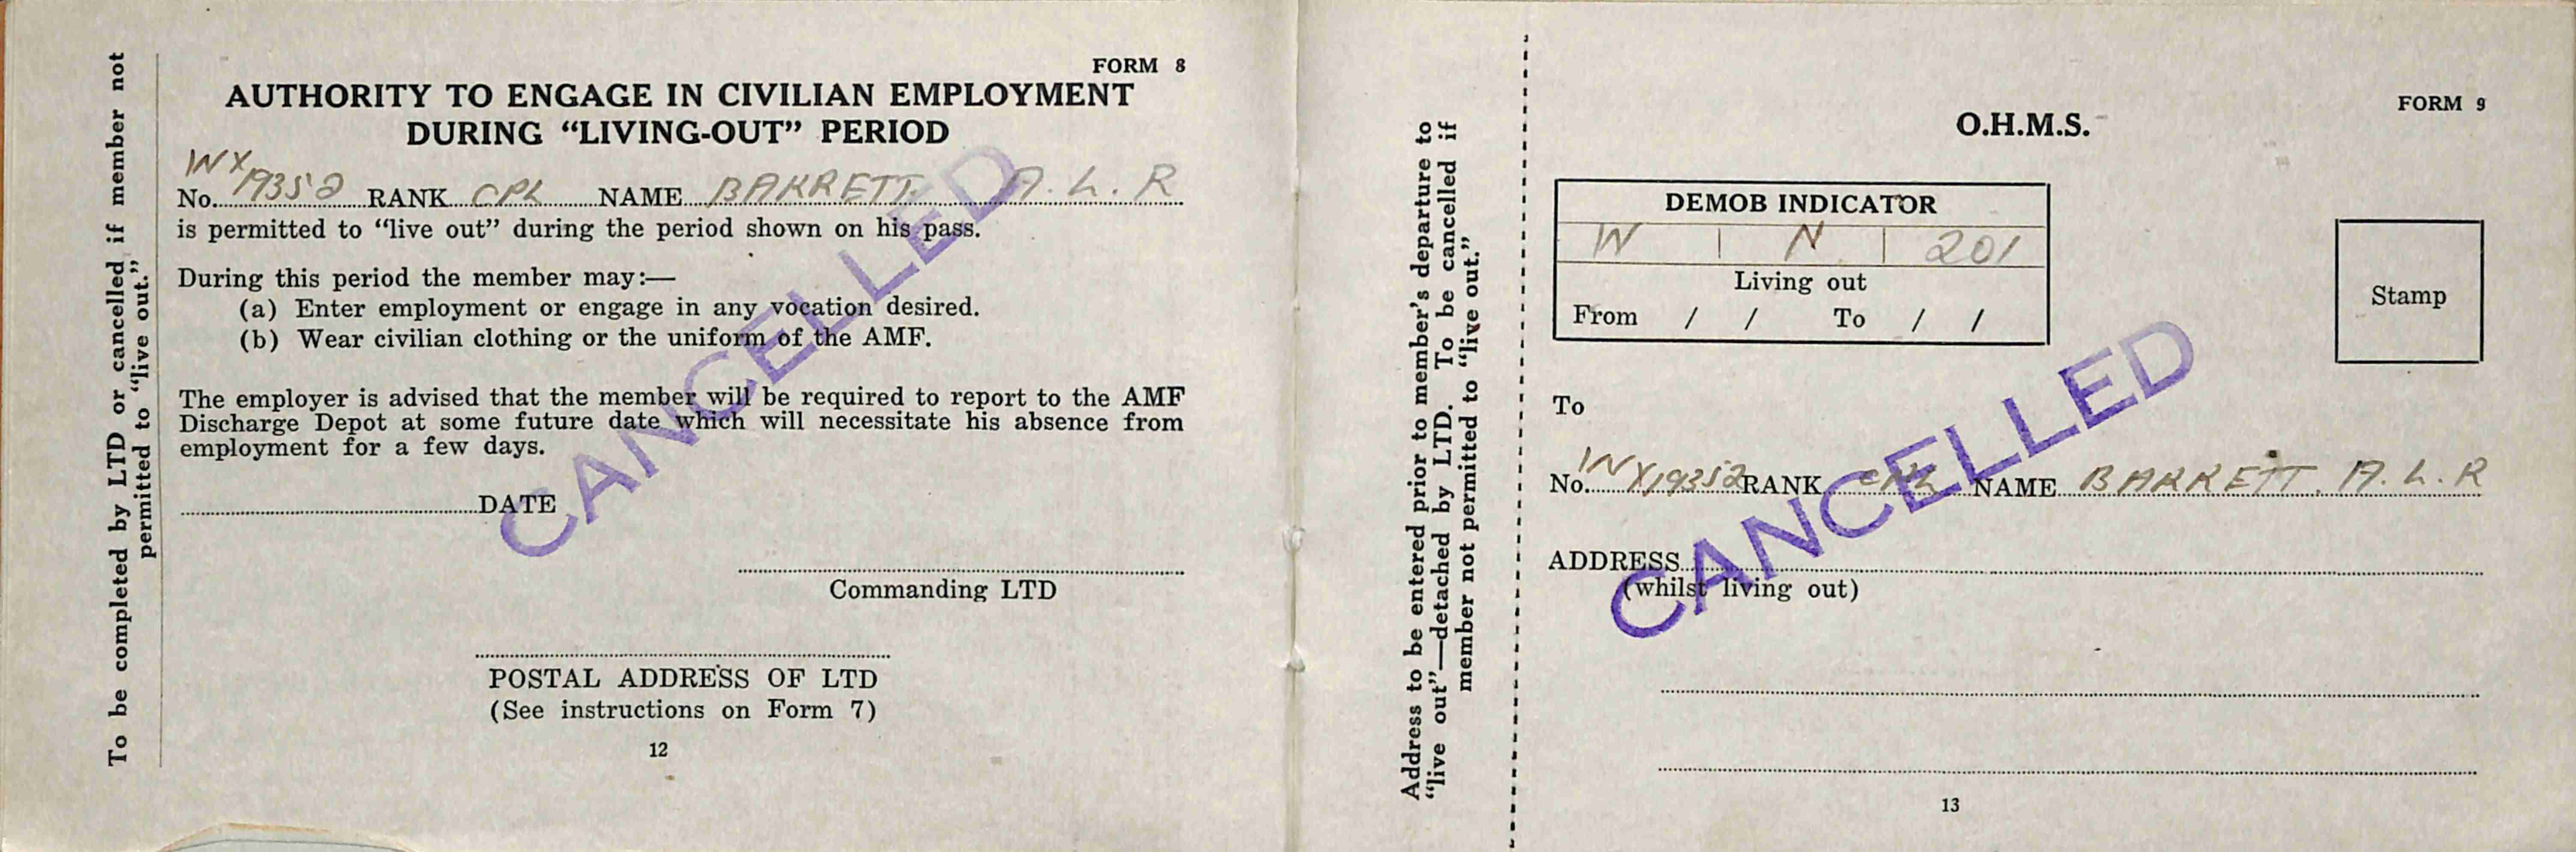 To be completed by LTD or cancelled if member not
permitted to “live out.”
FORM 8
AUTHORITY TO ENGAGE IN CIVILIAN EMPLOYMENT
DURING “LIVING-OUT” PERIOD
No. WX19352 RANK CPL NAME BARRETT A. L. R
is permitted to “live out” during the period shown on his pass.
During this period the member may:—
(a) Enter employment or engage in any vocation desired.
(b) Wear civilian clothing or the uniform of the AMF.
The employer is advised that the member will be required to report to the AMF
Discharge Depot at some future date which will necessitate his absence from
employment for a few days.
DATE
Commanding LTD
POSTAL ADDRESS OF LTD
(See instructions on Form 7)
12
CANCELLED
Address to be entered prior to member's departure to
“live out”—detached by LTD. To be cancelled if
member not permitted to “live out.”
FORM 9
O.H.M.S.
DEMOB INDICATOR
W | N | 201
Living out
From / / To / /
Stamp
To
No. WX19352 RANK CPL NAME BARRETT. A. L. R
ADDRESS
(whilst living out)
13
CANCELLED